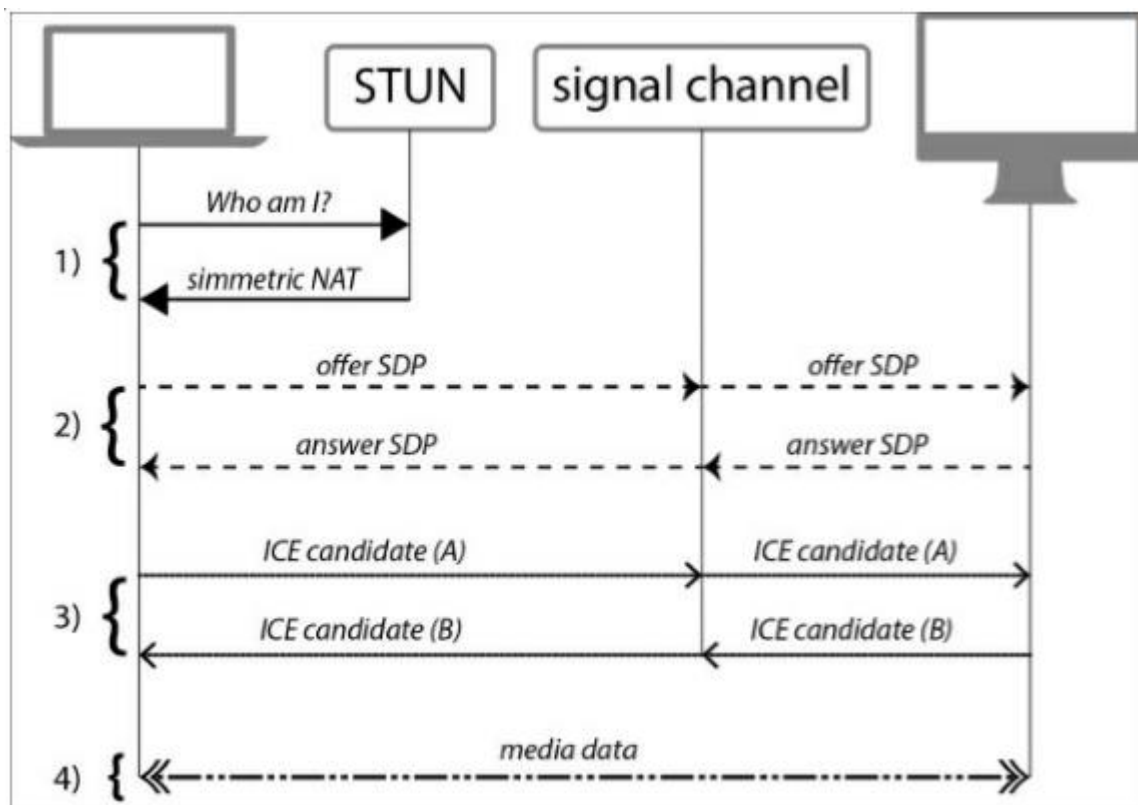 STUN
signal channel
Who am I?
1) {
simmetric NAT
offer SDP offer SDP
2) {
answer SDP answer SDP
ICE candidate (A) ICE candidate (A)
3) {
ICE candidate (B) ICE candidate (B)
media data
4) {